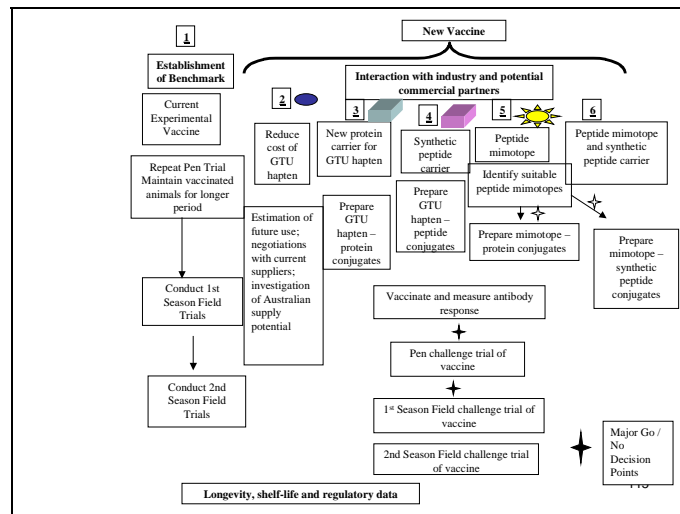 1
New Vaccine
Establishment
of Benchmark
Interaction with industry and potential
commercial partners
Current
Experimental
Vaccine
2
3
4
5
6
Reduce
cost of
GTU
hapten
New protein
carrier for
GTU hapten
Synthetic
peptide
carrier
Peptide
mimotope
Peptide mimotope
and synthetic
peptide carrier
Repeat Pen Trial
Maintain vaccinated
animals for longer
period
Identify suitable
peptide mimotopes
Estimation of
future use;
negotiations
with current
suppliers;
investigation
of Australian
supply
potential
Prepare GTU
hapten –
protein
conjugates
Prepare
GTU
hapten –
peptide
conjugates
Prepare mimotope –
protein conjugates
Prepare
mimotope –
synthetic
peptide
conjugates
Conduct 1st
Season Field
Trials
Vaccinate and measure antibody
response
Pen challenge trial of
vaccine
Conduct 2nd
Season Field
Trials
1st Season Field challenge trial of
vaccine
2nd Season Field challenge trial
of vaccine
Major Go /
No
Decision
Points
Longevity, shelf-life and regulatory data